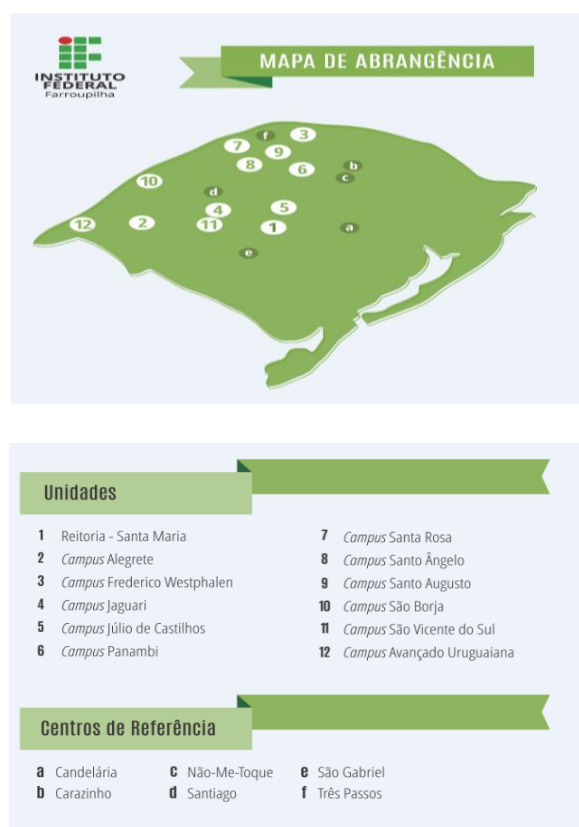 INSTITUTO
FEDERAL
Farroupilha
MAPA DE ABRANGÊNCIA
f
3
7
9
8
6
b
c
10
d
4
5
12
2
11
1
a
e
Unidades
1 Reitoria - Santa Maria
2 Campus Alegrete
3 Campus Frederico Westphalen
4 Campus Jaguari
5 Campus Júlio de Castilhos
6 Campus Panambi
7 Campus Santa Rosa
8 Campus Santo Ângelo
9 Campus Santo Augusto
10 Campus São Borja
11 Campus São Vicente do Sul
12 Campus Avançado Uruguaiana
Centros de Referência
a Candelária
b Carazinho
c Não-Me-Toque
d Santiago
e São Gabriel
f Três Passos